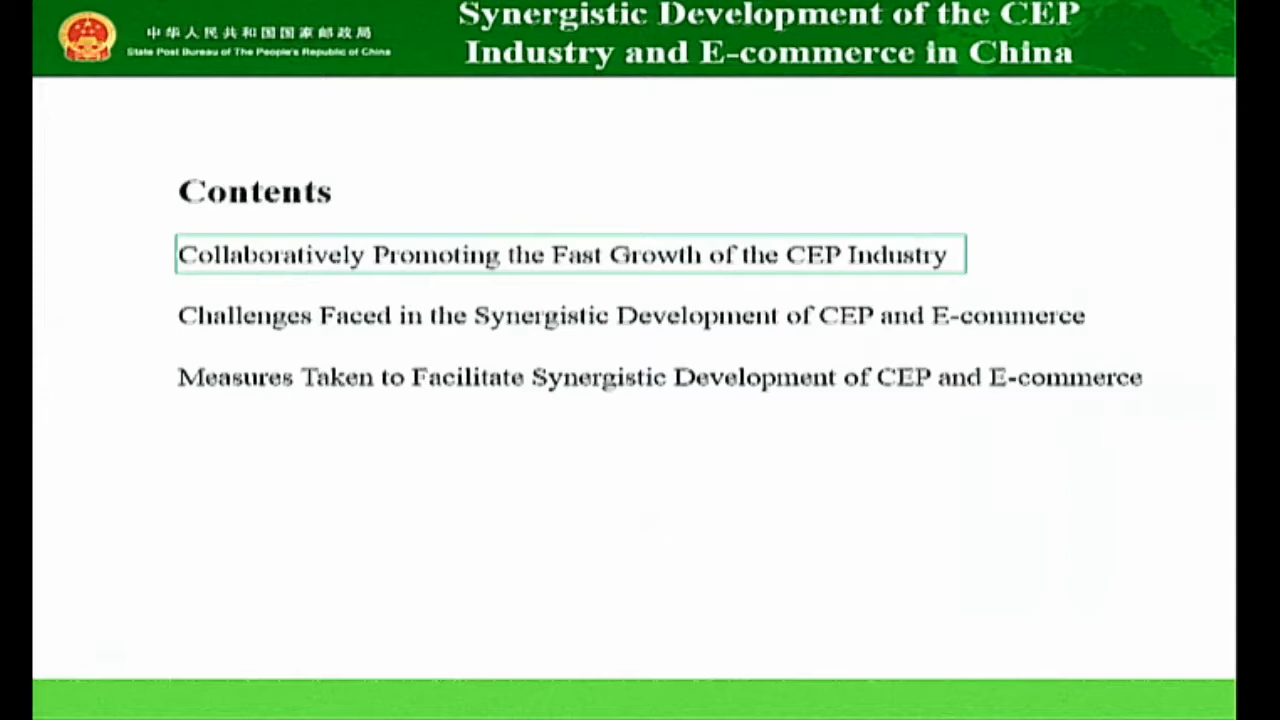 中华人民共和国国家邮政局
State Post Bureau of The People's Republic of China
Synergistic Development of the CEP
Industry and E-commerce in China
Contents
Collaboratively Promoting the Fast Growth of the CEP Industry
Challenges Faced in the Synergistic Development of CEP and E-commerce
Measures Taken to Facilitate Synergistic Development of CEP and E-commerce